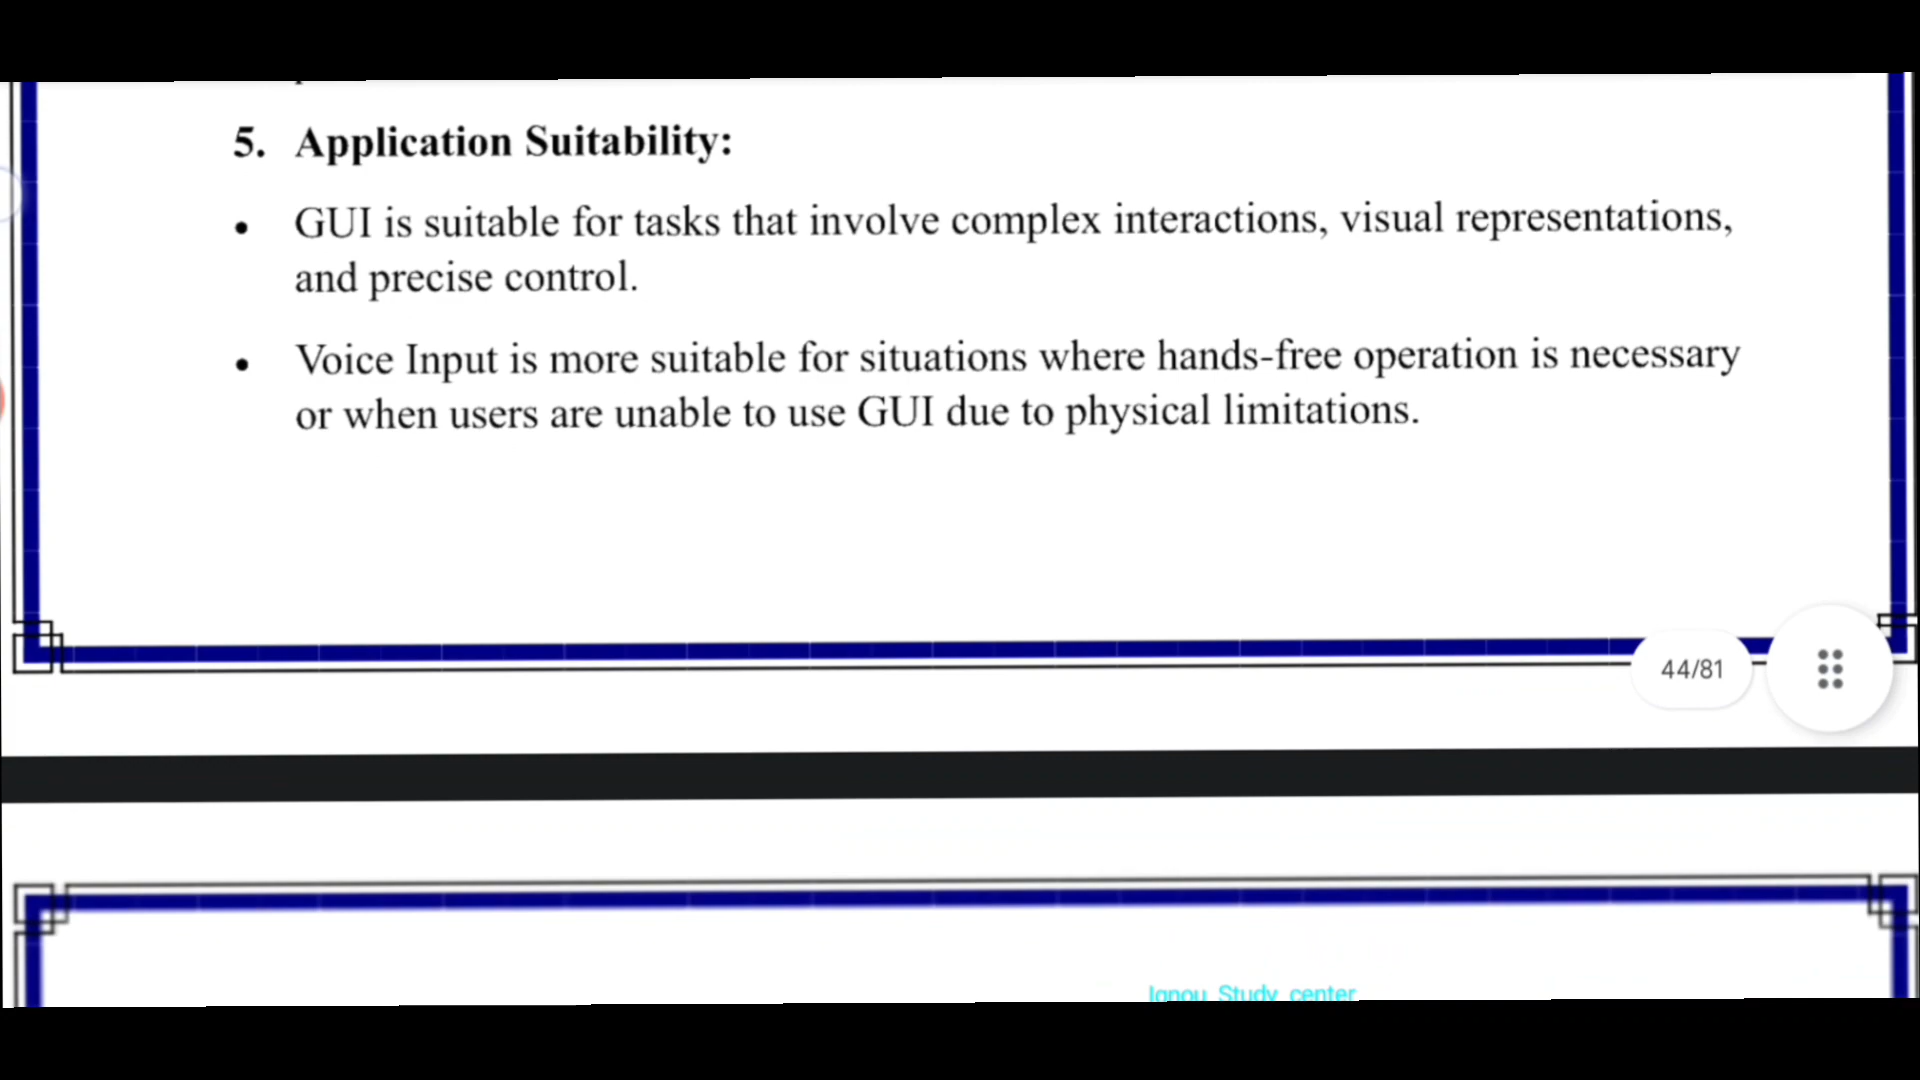 5. Application Suitability:
• GUI is suitable for tasks that involve complex interactions, visual representations,
and precise control.
• Voice Input is more suitable for situations where hands-free operation is necessary
or when users are unable to use GUI due to physical limitations.
44/81
Ignou Study center